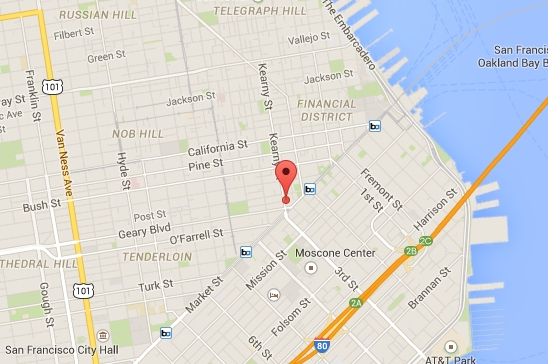 RUSSIAN HILL
TELEGRAPH HILL
The Embarcadero
Filbert St
Vallejo St
Green St
San Francisco
Oakland Bay B
Franklin St
101
Kearny St
Jackson St
ay St
c Ave
Jackson St
FINANCIAL
DISTRICT
NOB HILL
California St
Pine St
Kearny
Van Ness Ave
Hyde St
Bush St
Post St
Geary Blvd
O'Farrell St
Fremont St
1st St
Harrison St
2C
2B
THEDRAL HILL
TENDERLOIN
Moscone Center
Gough St
101
Turk St
Market St
Mission St
3rd St
Brannan St
2A
Folsom St
6th St
80
San Francisco City Hall
AT&T Park